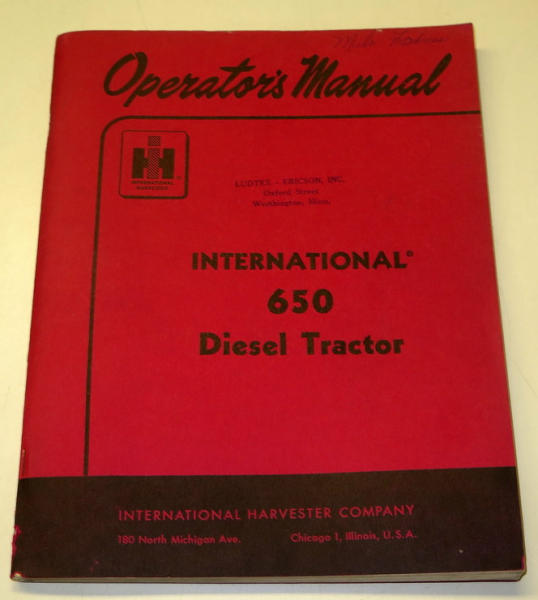 Operator's Manual
IH
INTERNATIONAL
HARVESTER
®
LUDTKE - ERICSON, INC.
Oxford Street
Worthington, Minn.
INTERNATIONAL®
650
Diesel Tractor
INTERNATIONAL HARVESTER COMPANY
180 North Michigan Ave. Chicago 1, Illinois, U.S.A.